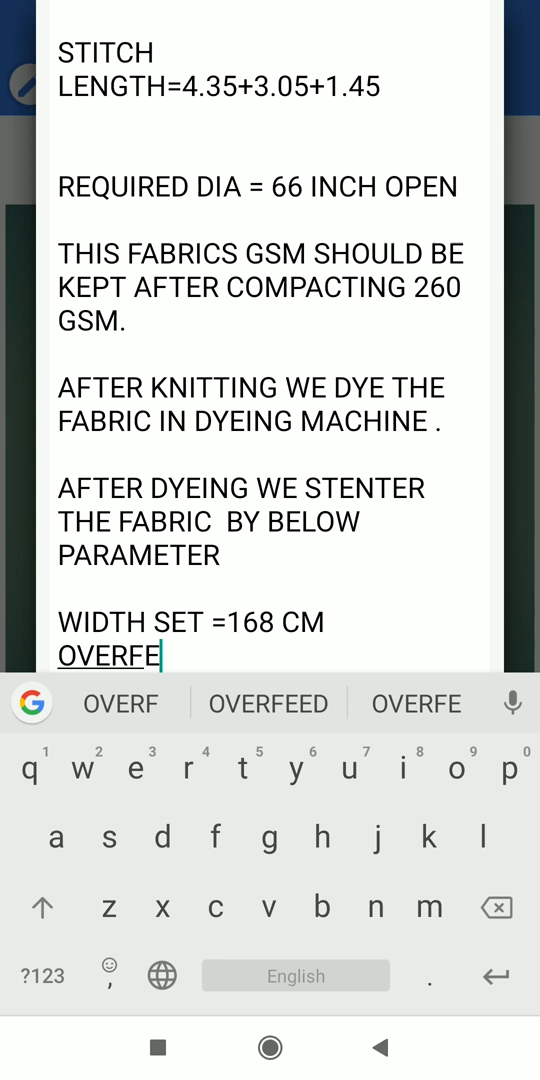 STITCH
LENGTH=4.35+3.05+1.45
REQUIRED DIA = 66 INCH OPEN
THIS FABRICS GSM SHOULD BE
KEPT AFTER COMPACTING 260
GSM.
AFTER KNITTING WE DYE THE
FABRIC IN DYEING MACHINE .
AFTER DYEING WE STENTER
THE FABRIC  BY BELOW
PARAMETER
WIDTH SET =168 CM
OVERFE
OVERF OVERFEED OVERFE
1 2 3 4 5 6 7 8 9 0
q w e r t y u i o p
a s d f g h j k l
z x c v b n m
?123 , English .